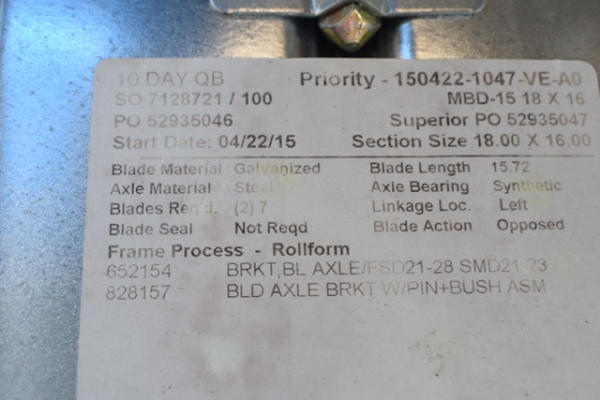 10 DAY QB Priority - 150422-1047-VE-A0
SO 7128721 / 100 MBD-15 18 X 16
PO 52935046 Superior PO 52935047
Start Date: 04/22/15 Section Size 18.00 X 16.00
Blade Material Galvanized Blade Length 15.72
Axle Material Steel Axle Bearing Synthetic
Blades Reqd. (2) 7 Linkage Loc. Left
Blade Seal Not Reqd Blade Action Opposed
Frame Process - Rollform
652154 BRKT,BL AXLE/FSD21-28 SMD21-23
828157 BLD AXLE BRKT W/PIN+BUSH ASM